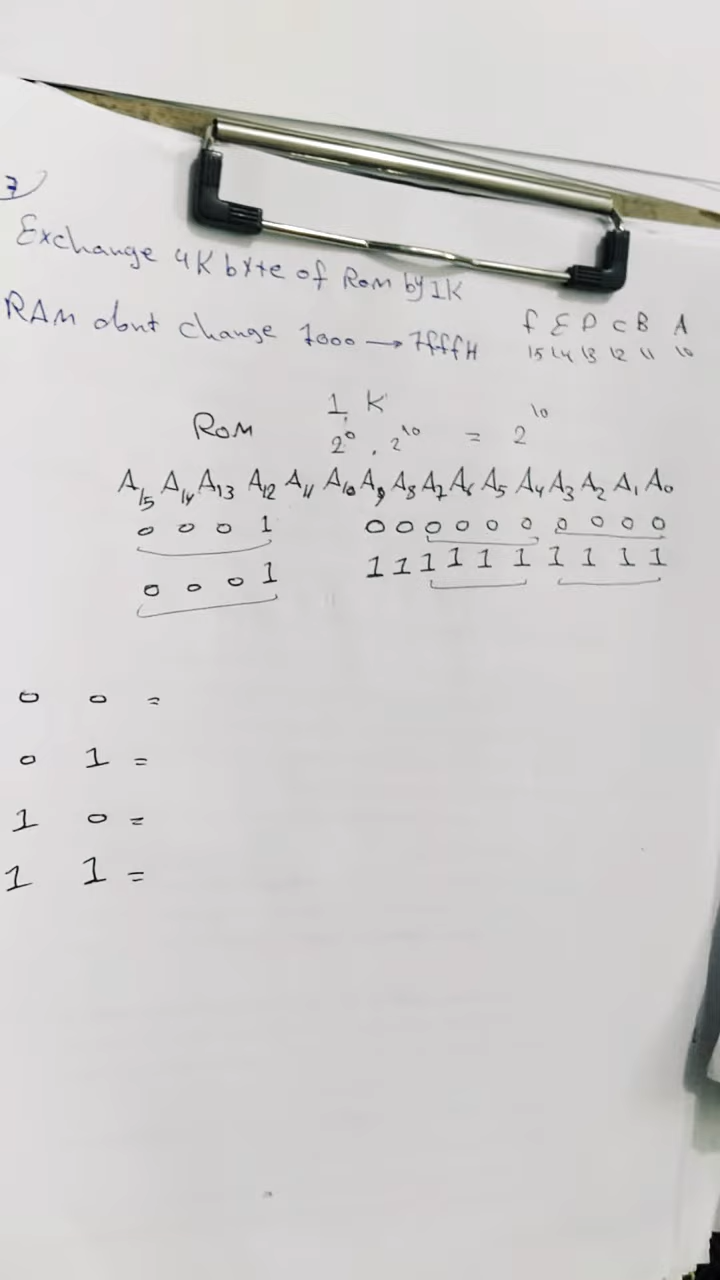 7
Exchange 4K byte of Rom by 1K
RAM dont change 7000 → 7fffH
f E D C B A
15 14 13 12 11 10
Rom
1 K
2⁰ . 2¹⁰ = 2¹⁰
A₁₅ A₁₄ A₁₃ A₁₂ A₁₁ A₁₀ A₉ A₈ A₇ A₆ A₅ A₄ A₃ A₂ A₁ A₀
0 0 0 1 0 0 0 0 0 0 0 0 0 0
0 0 0 1 1 1 1 1 1 1 1 1 1 1
0 0 =
0 1 =
1 0 =
1 1 =